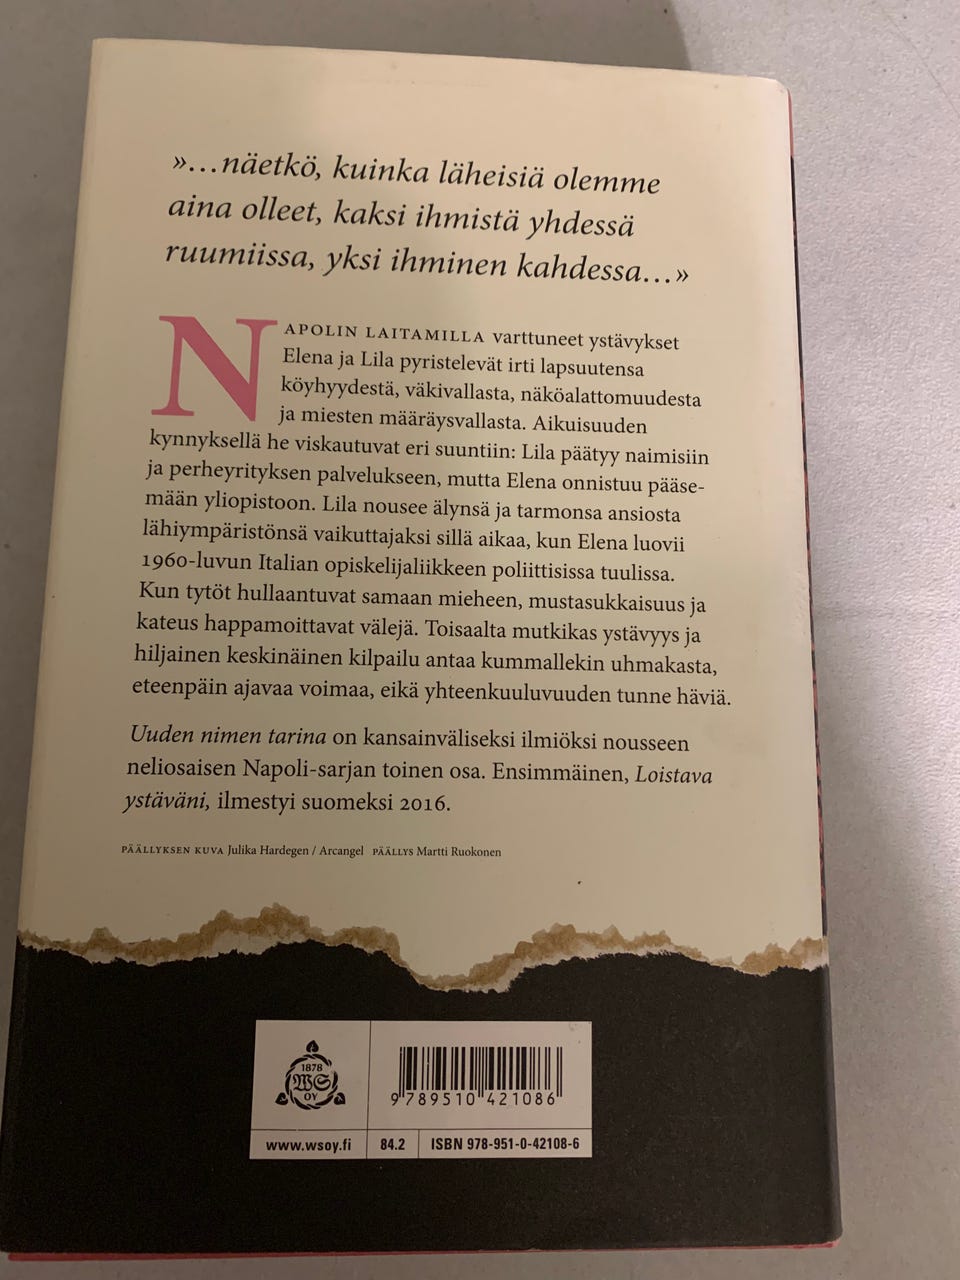 »...näetkö, kuinka läheisiä olemme
aina olleet, kaksi ihmistä yhdessä
ruumiissa, yksi ihminen kahdessa...»
NAPOLIN LAITAMILLA varttuneet ystävykset
Elena ja Lila pyristelevät irti lapsuutensa
köyhyydestä, väkivallasta, näköalattomuudesta
ja miesten määräysvallasta. Aikuisuuden
kynnyksellä he viskautuvat eri suuntiin: Lila päätyy naimisiin
ja perheyrityksen palvelukseen, mutta Elena onnistuu pääse-
mään yliopistoon. Lila nousee älynsä ja tarmonsa ansiosta
lähiympäristönsä vaikuttajaksi sillä aikaa, kun Elena luovii
1960-luvun Italian opiskelijaliikkeen poliittisissa tuulissa.
Kun tytöt hullaantuvat samaan mieheen, mustasukkaisuus ja
kateus happamoittavat välejä. Toisaalta mutkikas ystävyys ja
hiljainen keskinäinen kilpailu antaa kummallekin uhmakasta,
eteenpäin ajavaa voimaa, eikä yhteenkuuluvuuden tunne häviä.
Uuden nimen tarina on kansainväliseksi ilmiöksi nousseen
neliosaisen Napoli-sarjan toinen osa. Ensimmäinen, Loistava
ystäväni, ilmestyi suomeksi 2016.
PÄÄLLYKSEN KUVA Julika Hardegen / Arcangel PÄÄLLYS Martti Ruokonen
1878
WS
OY
9 789510 421086
www.wsoy.fi
84.2
ISBN 978-951-0-42108-6